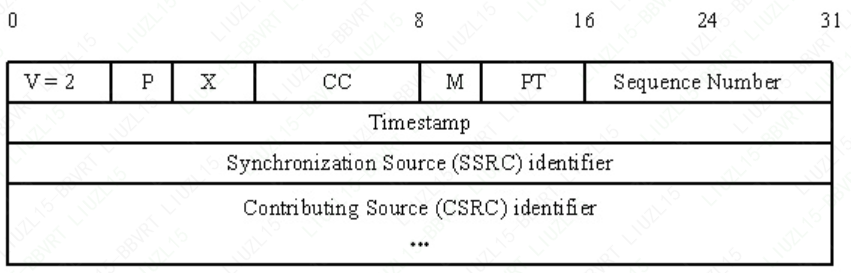 0 8 16 24 31
V = 2 P X CC M PT Sequence Number
Timestamp
Synchronization Source (SSRC) identifier
Contributing Source (CSRC) identifier
...